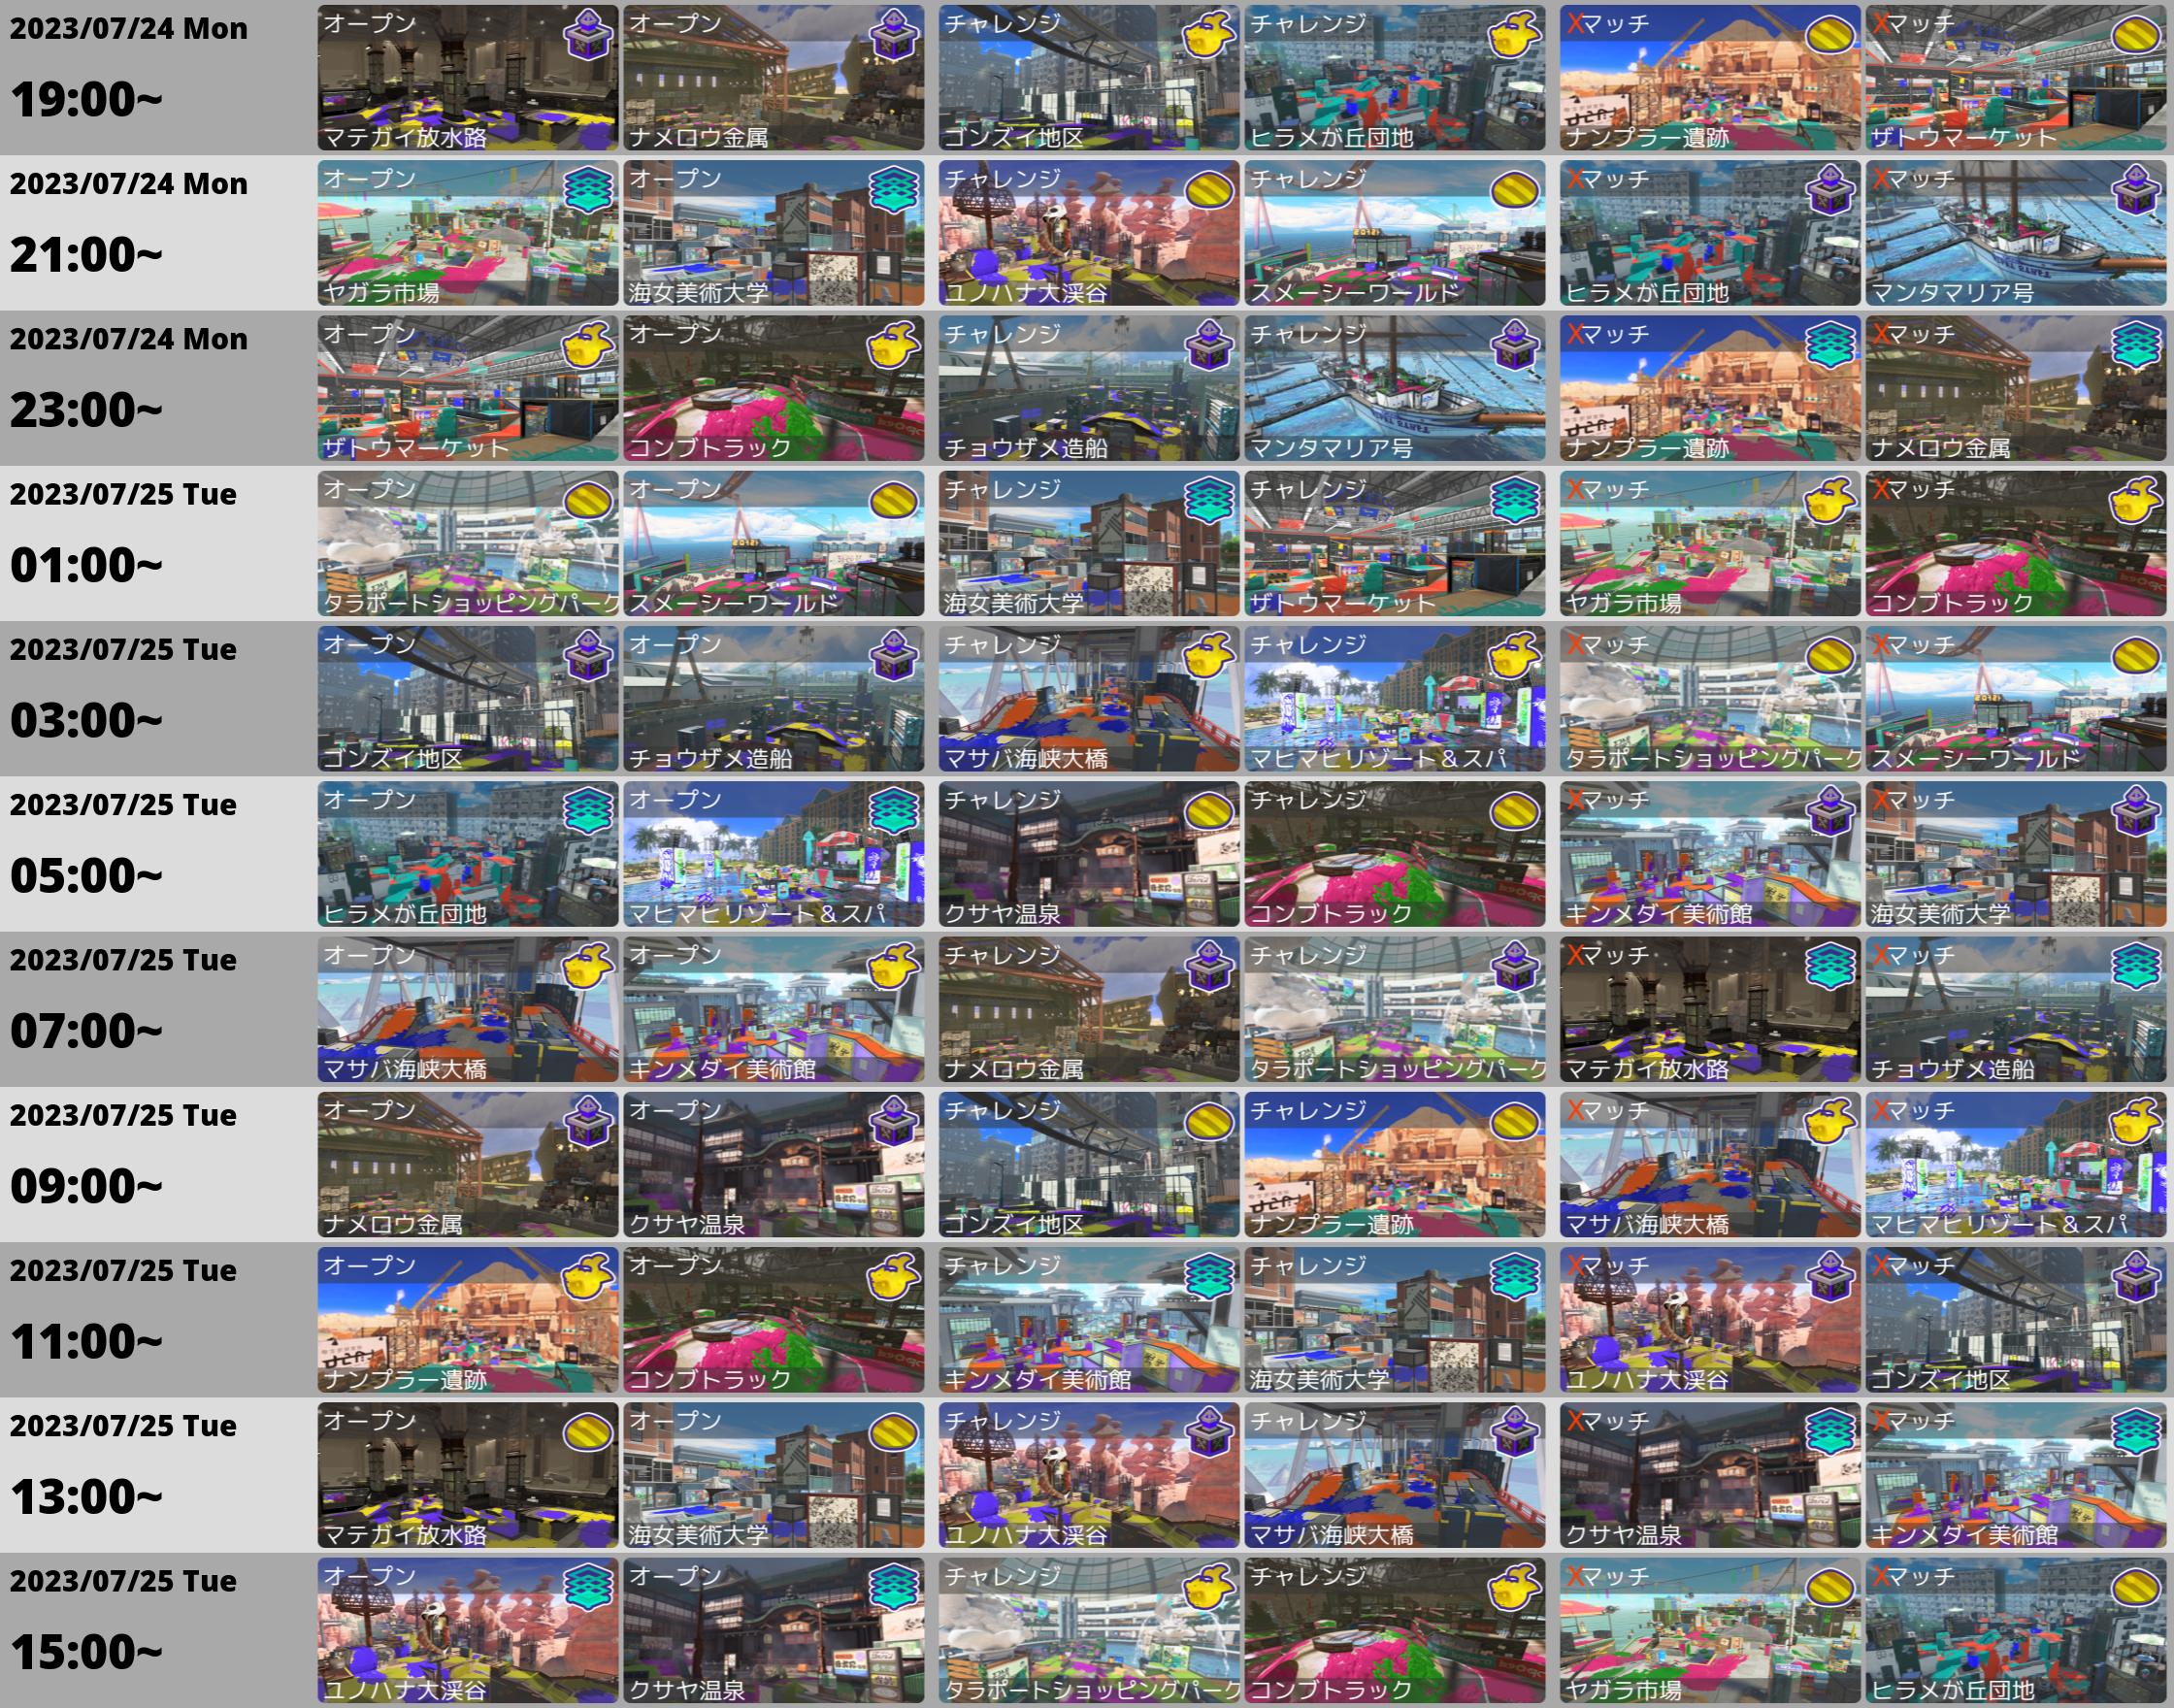 2023/07/24 Mon
19:00~
オープン オープン チャレンジ チャレンジ Xマッチ Xマッチ
マテガイ放水路 ナメロウ金属 ゴンズイ地区 ヒラメが丘団地 ナンプラー遺跡 ザトウマーケット
2023/07/24 Mon
21:00~
オープン オープン チャレンジ チャレンジ Xマッチ Xマッチ
ヤガラ市場 海女美術大学 ユノハナ大渓谷 スメーシーワールド ヒラメが丘団地 マンタマリア号
2023/07/24 Mon
23:00~
オープン オープン チャレンジ チャレンジ Xマッチ Xマッチ
ザトウマーケット コンブトラック チョウザメ造船 マンタマリア号 ナンプラー遺跡 ナメロウ金属
2023/07/25 Tue
01:00~
オープン オープン チャレンジ チャレンジ Xマッチ Xマッチ
タラポートショッピングパーク スメーシーワールド 海女美術大学 ザトウマーケット ヤガラ市場 コンブトラック
2023/07/25 Tue
03:00~
オープン オープン チャレンジ チャレンジ Xマッチ Xマッチ
ゴンズイ地区 チョウザメ造船 マサバ海峡大橋 マヒマヒリゾート＆スパ タラポートショッピングパーク スメーシーワールド
2023/07/25 Tue
05:00~
オープン オープン チャレンジ チャレンジ Xマッチ Xマッチ
ヒラメが丘団地 マヒマヒリゾート＆スパ クサヤ温泉 コンブトラック キンメダイ美術館 海女美術大学
2023/07/25 Tue
07:00~
オープン オープン チャレンジ チャレンジ Xマッチ Xマッチ
マサバ海峡大橋 キンメダイ美術館 ナメロウ金属 タラポートショッピングパーク マテガイ放水路 チョウザメ造船
2023/07/25 Tue
09:00~
オープン オープン チャレンジ チャレンジ Xマッチ Xマッチ
ナメロウ金属 クサヤ温泉 ゴンズイ地区 ナンプラー遺跡 マサバ海峡大橋 マヒマヒリゾート＆スパ
2023/07/25 Tue
11:00~
オープン オープン チャレンジ チャレンジ Xマッチ Xマッチ
ナンプラー遺跡 コンブトラック キンメダイ美術館 海女美術大学 ユノハナ大渓谷 ゴンズイ地区
2023/07/25 Tue
13:00~
オープン オープン チャレンジ チャレンジ Xマッチ Xマッチ
マテガイ放水路 海女美術大学 ユノハナ大渓谷 マサバ海峡大橋 クサヤ温泉 キンメダイ美術館
2023/07/25 Tue
15:00~
オープン オープン チャレンジ チャレンジ Xマッチ Xマッチ
ユノハナ大渓谷 クサヤ温泉 タラポートショッピングパーク コンブトラック ヤガラ市場 ヒラメが丘団地